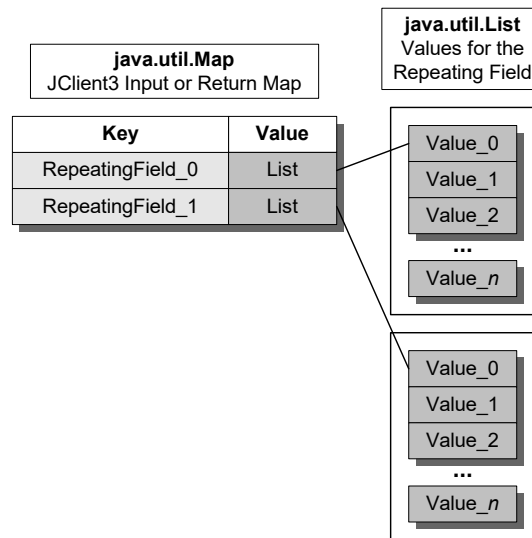 java.util.Map
JClient3 Input or Return Map
java.util.List
Values for the
Repeating Field
Key Value
RepeatingField_0 List
RepeatingField_1 List
Value_0
Value_1
Value_2
...
Value_n
Value_0
Value_1
Value_2
...
Value_n